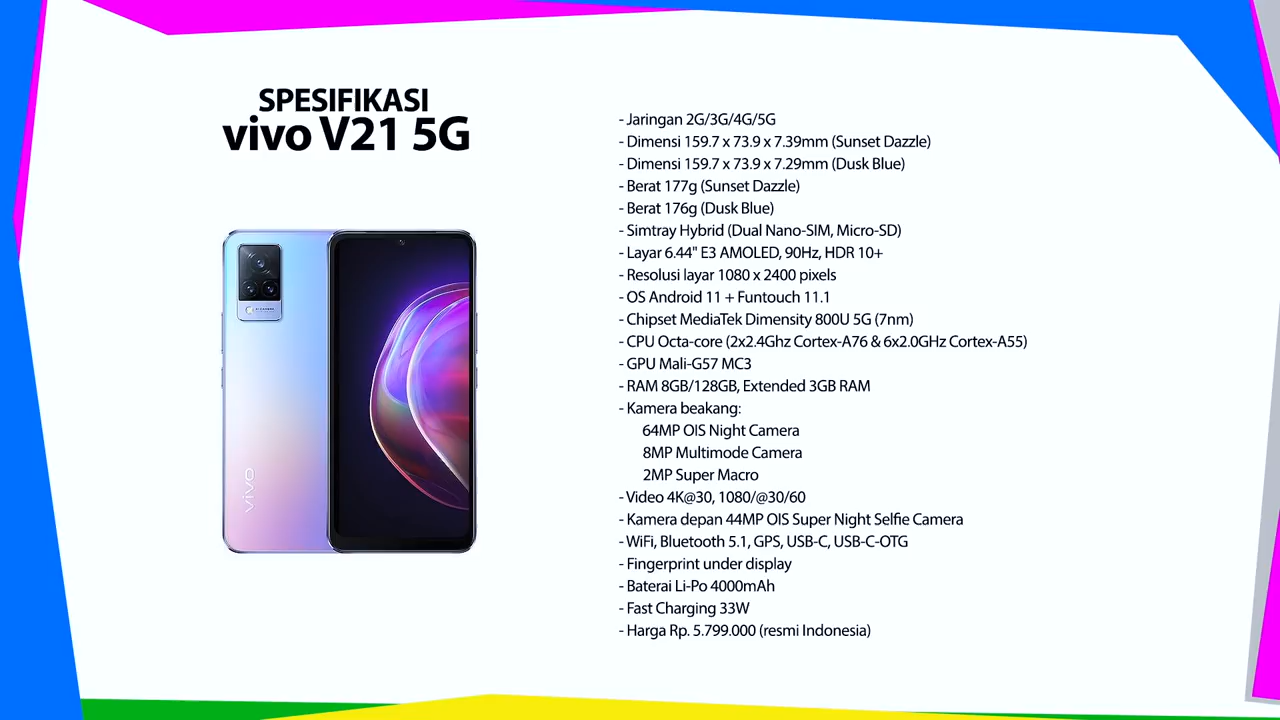 SPESIFIKASI
vivo V21 5G
- Jaringan 2G/3G/4G/5G
- Dimensi 159.7 x 73.9 x 7.39mm (Sunset Dazzle)
- Dimensi 159.7 x 73.9 x 7.29mm (Dusk Blue)
- Berat 177g (Sunset Dazzle)
- Berat 176g (Dusk Blue)
- Simtray Hybrid (Dual Nano-SIM, Micro-SD)
- Layar 6.44" E3 AMOLED, 90Hz, HDR 10+
- Resolusi layar 1080 x 2400 pixels
- OS Android 11 + Funtouch 11.1
- Chipset MediaTek Dimensity 800U 5G (7nm)
- CPU Octa-core (2x2.4Ghz Cortex-A76 & 6x2.0GHz Cortex-A55)
- GPU Mali-G57 MC3
- RAM 8GB/128GB, Extended 3GB RAM
- Kamera beakang:
64MP OIS Night Camera
8MP Multimode Camera
2MP Super Macro
- Video 4K@30, 1080/@30/60
- Kamera depan 44MP OIS Super Night Selfie Camera
- WiFi, Bluetooth 5.1, GPS, USB-C, USB-C-OTG
- Fingerprint under display
- Baterai Li-Po 4000mAh
- Fast Charging 33W
- Harga Rp. 5.799.000 (resmi Indonesia)
vivo